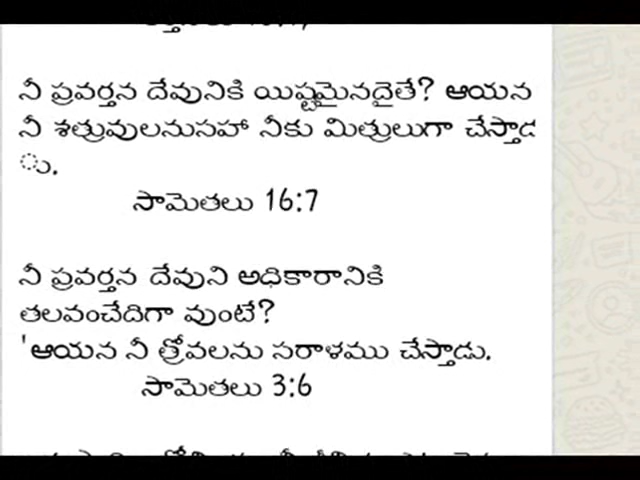 నీ ప్రవర్తన దేవునికి యిష్టమైనదైతే? ఆయన
నీ శత్రువులనుసహా నీకు మిత్రులుగా చేస్తాడ
ు.
సామెతలు 16:7
నీ ప్రవర్తన దేవుని అధికారానికి
తలవంచేదిగా వుంటే?
'ఆయన నీ త్రోవలను సరాళము చేస్తాడు.
సామెతలు 3:6